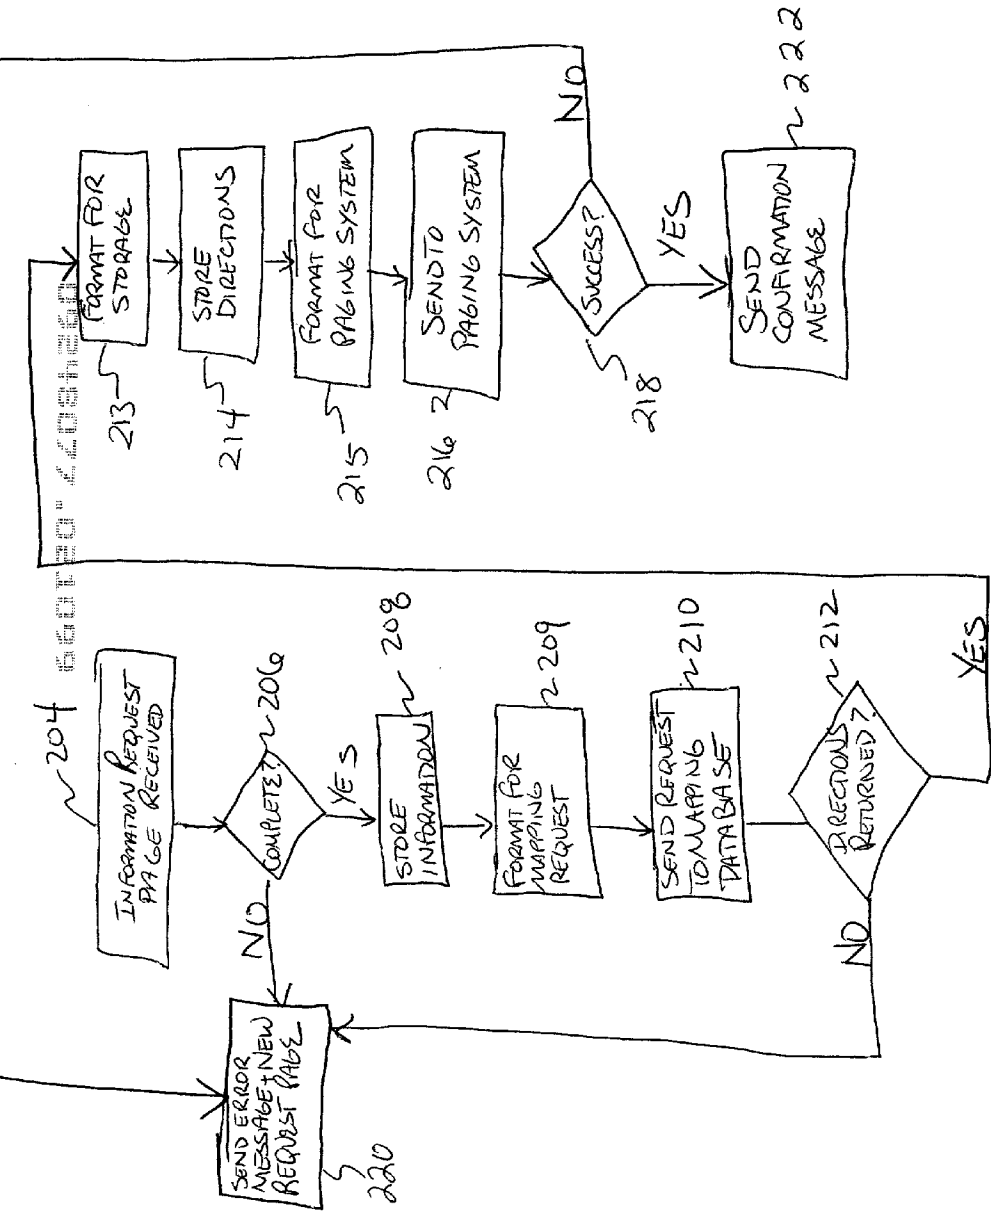 204
INFORMATION REQUEST
PAGE RECEIVED
COMPLETE?
206
NO
YES
SEND ERROR
MESSAGE + NEW
REQUEST PAGE
220
STORE
INFORMATION
208
FORMAT FOR
MAPPING
REQUEST
209
SEND REQUEST
TO MAPPING
DATABASE
210
DIRECTIONS
RETURNED?
212
NO
YES
FORMAT FOR
STORAGE
213
STORE
DIRECTIONS
214
FORMAT FOR
PAGING SYSTEM
215
SEND TO
PAGING SYSTEM
216
SUCCESS?
218
NO
YES
SEND
CONFIRMATION
MESSAGE
222